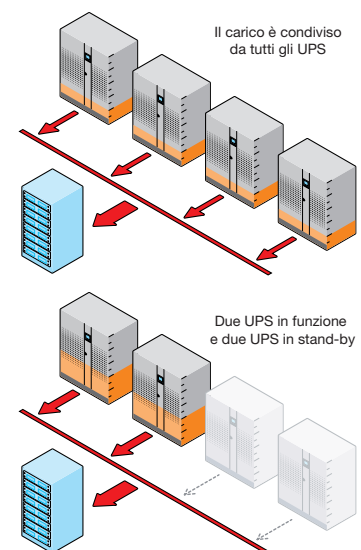 Il carico è condiviso
da tutti gli UPS
Due UPS in funzione
e due UPS in stand-by